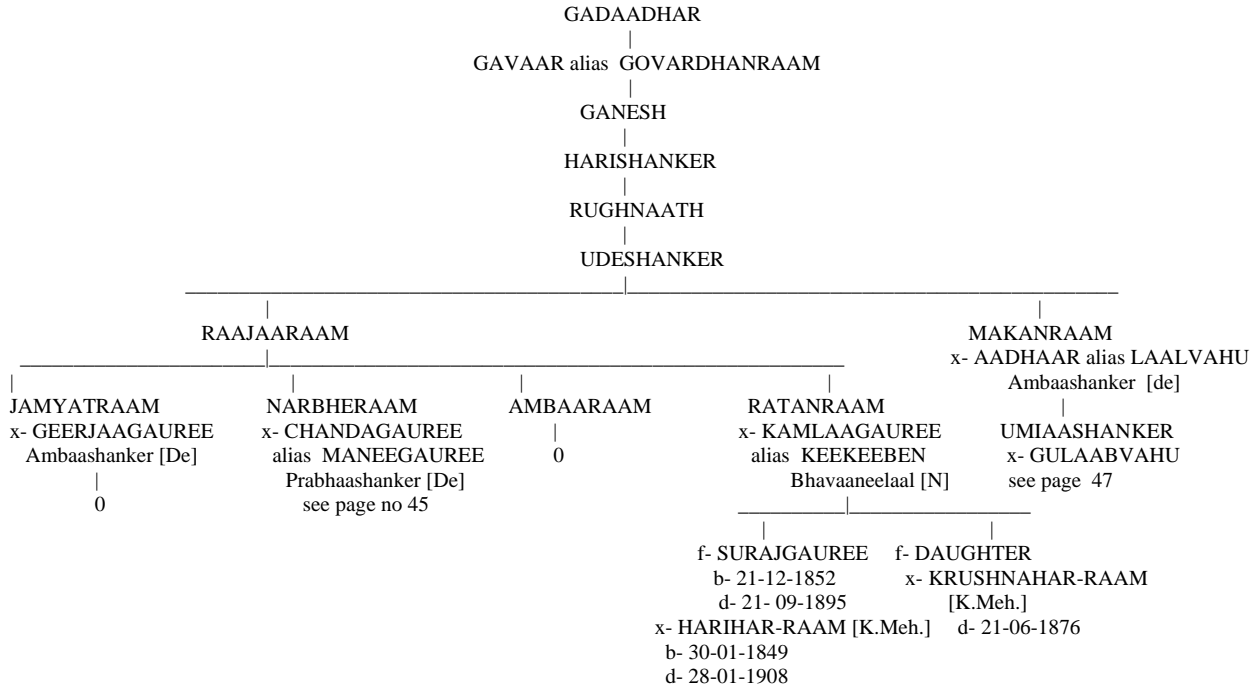 GADAADHAR
|
GAVAAR alias GOVARDHANRAAM
|
GANESH
|
HARISHANKER
|
RUGHNAATH
|
UDESHANKER
RAAJAARAAM
MAKANRAAM
x- AADHAAR alias LAALVAHU
Ambaashanker [de]
JAMYATRAAM
x- GEERJAAGAUREE
Ambaashanker [De]
|
0
NARBHERAAM
x- CHANDAGAUREE
alias MANEEGAUREE
Prabhaashanker [De]
see page no 45
AMBAARAAM
|
0
RATANRAAM
x- KAMLAAGAUREE
alias KEEKEEBEN
Bhavaaneelaal [N]
UMIAASHANKER
x- GULAABVAHU
see page 47
f- SURAJGAUREE
b- 21-12-1852
d- 21- 09-1895
x- HARIHAR-RAAM [K.Meh.]
b- 30-01-1849
d- 28-01-1908
f- DAUGHTER
x- KRUSHNAHAR-RAAM
[K.Meh.]
d- 21-06-1876